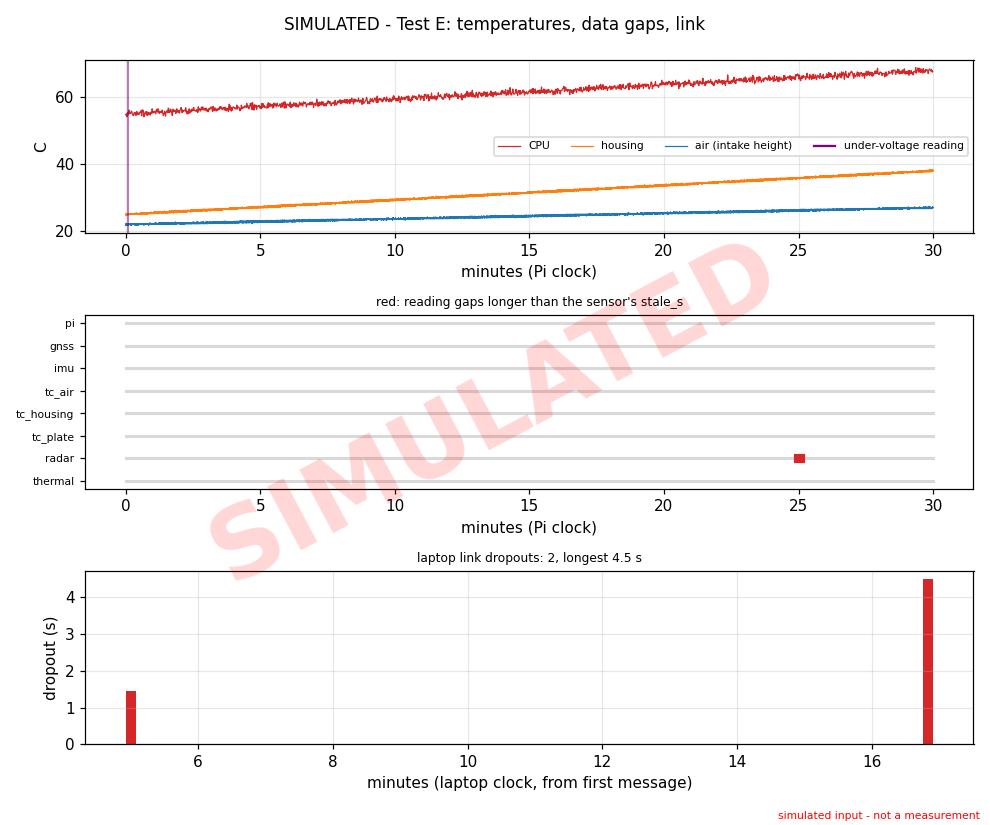 SIMULATED - Test E: temperatures, data gaps, link
60
40
20
C
CPU housing air (intake height) under-voltage reading
0 5 10 15 20 25 30
minutes (Pi clock)
red: reading gaps longer than the sensor's stale_s
pi
gnss
imu
tc_air
tc_housing
tc_plate
radar
thermal
0 5 10 15 20 25 30
minutes (Pi clock)
SIMULATED
laptop link dropouts: 2, longest 4.5 s
4
3
2
1
0
dropout (s)
6 8 10 12 14 16
minutes (laptop clock, from first message)
simulated input - not a measurement